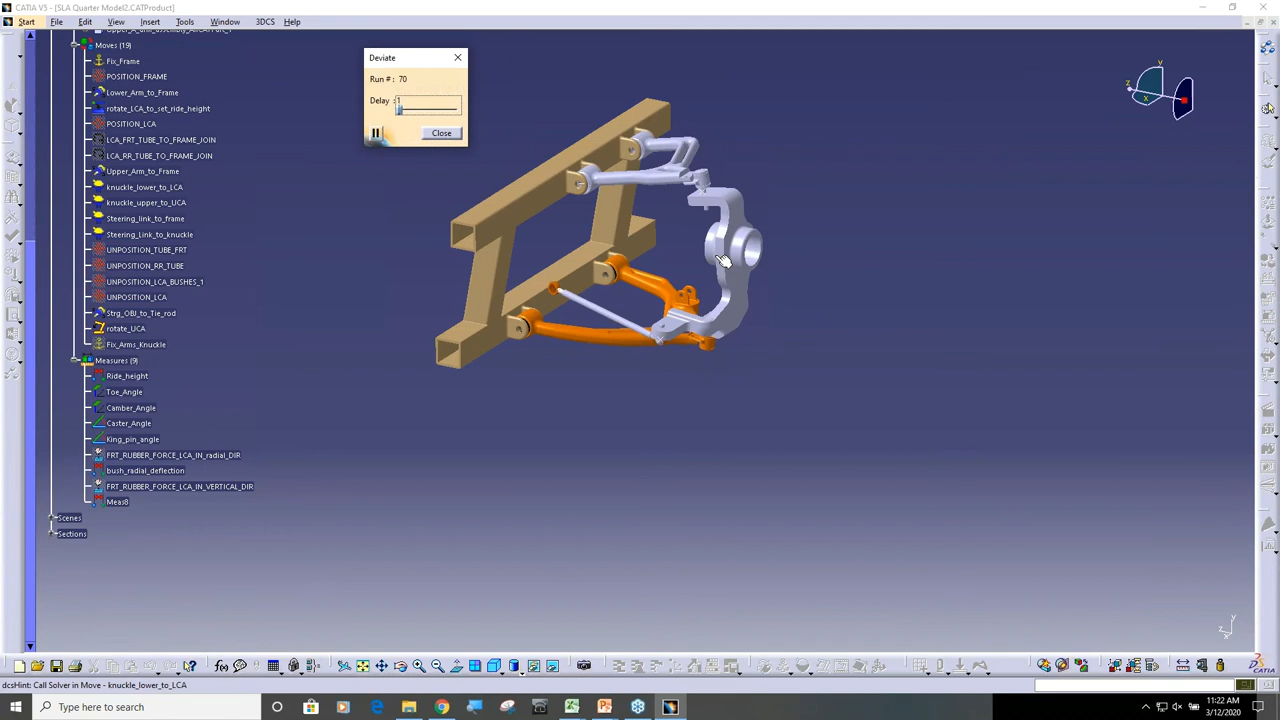 CATIA V5 - [SLA Quarter Model2.CATProduct]
Start File Edit View Insert Tools Window 3DCS Help
Moves (19)
Fix_Frame
POSITION_FRAME
Lower_Arm_to_Frame
rotate_LCA_to_set_ride_height
POSITION_LCA
LCA_FRT_TUBE_TO_FRAME_JOIN
LCA_RR_TUBE_TO_FRAME_JOIN
Upper_Arm_to_Frame
knuckle_lower_to_LCA
knuckle_upper_to_UCA
Steering_link_to_frame
Steering_Link_to_knuckle
UNPOSITION_TUBE_FRT
UNPOSITION_RR_TUBE
UNPOSITION_LCA_BUSHES_1
UNPOSITION_LCA
Strg_OBJ_to_Tie_rod
rotate_UCA
Fix_Arms_Knuckle
Measures (9)
Ride_height
Toe_Angle
Camber_Angle
Caster_Angle
King_pin_angle
FRT_RUBBER_FORCE_LCA_IN_radial_DIR
bush_radial_deflection
FRT_RUBBER_FORCE_LCA_IN_VERTICAL_DIR
Meas8
Scenes
Sections
Deviate
Run # : 70
Delay : 1
Close
y
z
x
f(x)
CATIA
dcsHint: Call Solver in Move - knuckle_lower_to_LCA
Type here to search
11:22 AM
3/12/2020